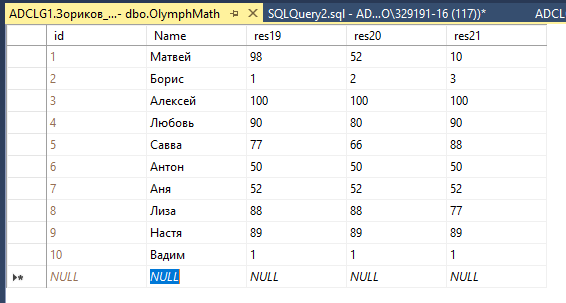 ADCLG1.Зориков_...- dbo.OlymphMath SQLQuery2.sql - AD...O\329191-16 (117))* ADCL
id Name res19 res20 res21
1 Матвей 98 52 10
2 Борис 1 2 3
3 Алексей 100 100 100
4 Любовь 90 80 90
5 Савва 77 66 88
6 Антон 50 50 50
7 Аня 52 52 52
8 Лиза 88 88 77
9 Настя 89 89 89
10 Вадим 1 1 1
NULL NULL NULL NULL NULL